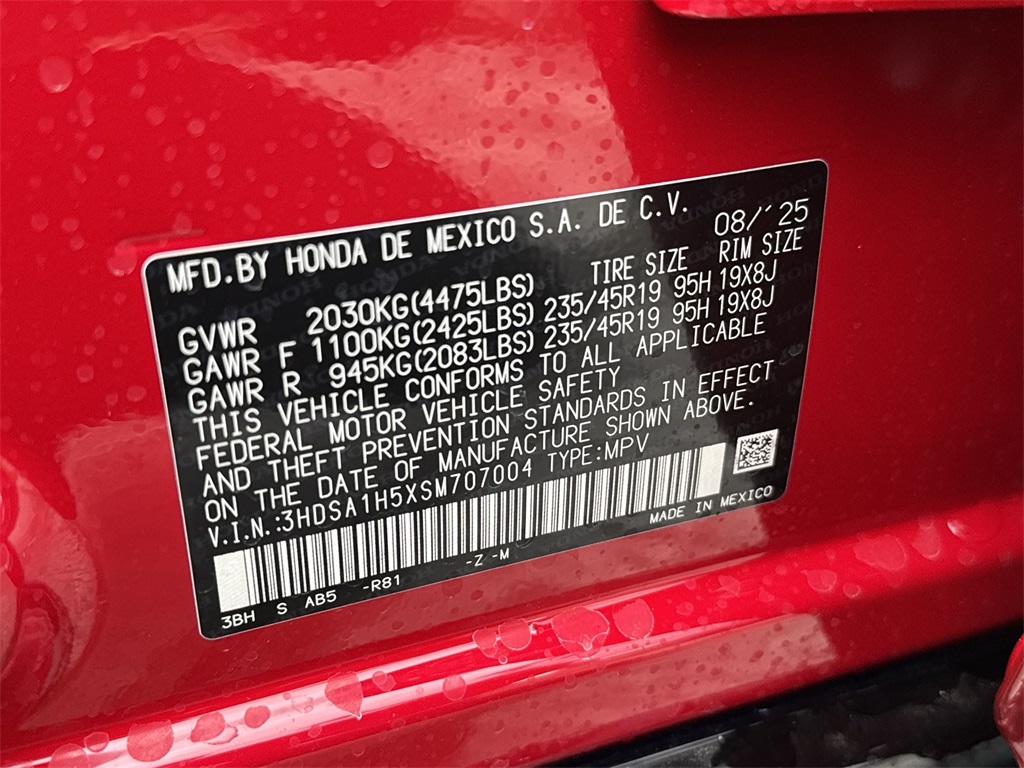 MFD.BY HONDA DE MEXICO S.A. DE C.V. 08/´25
TIRE SIZE RIM SIZE
GVWR 2030KG(4475LBS)
GAWR F 1100KG(2425LBS) 235/45R19 95H 19X8J
GAWR R 945KG(2083LBS) 235/45R19 95H 19X8J
THIS VEHICLE CONFORMS TO ALL APPLICABLE
FEDERAL MOTOR VEHICLE SAFETY
AND THEFT PREVENTION STANDARDS IN EFFECT
ON THE DATE OF MANUFACTURE SHOWN ABOVE.
V.I.N.:3HDSA1H5XSM707004 TYPE:MPV
3BH S AB5 -R81 -Z -M MADE IN MEXICO